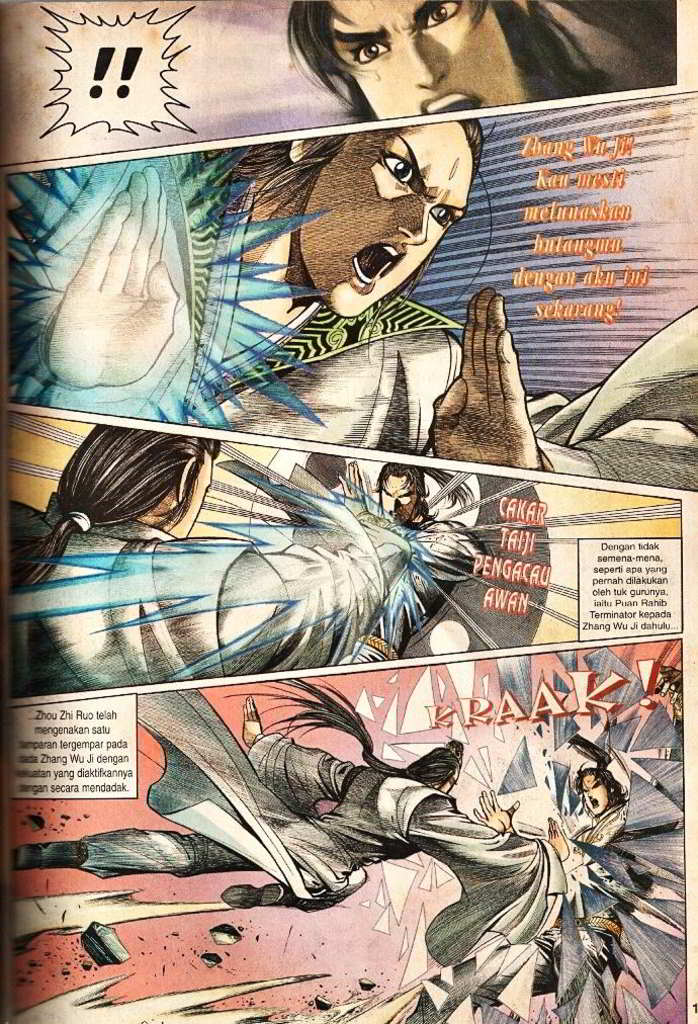 !!
Zhang Wu Ji!
Kau mesti
melunaskan
hutangmu
dengan aku ini
sekarang!
CAKAR
TAIJI
PENGACAU
AWAN
Dengan tidak
semena-mena,
seperti apa yang
pernah dilakukan
oleh tuk gurunya,
iaitu Puan Rahib
Terminator kepada
Zhang Wu Ji dahulu...
KRAAK!
...Zhou Zhi Ruo telah
mengenakan satu
tamparan tergempar pada
dada Zhang Wu Ji dengan
kekuatan yang diaktifkannya
dengan secara mendadak.